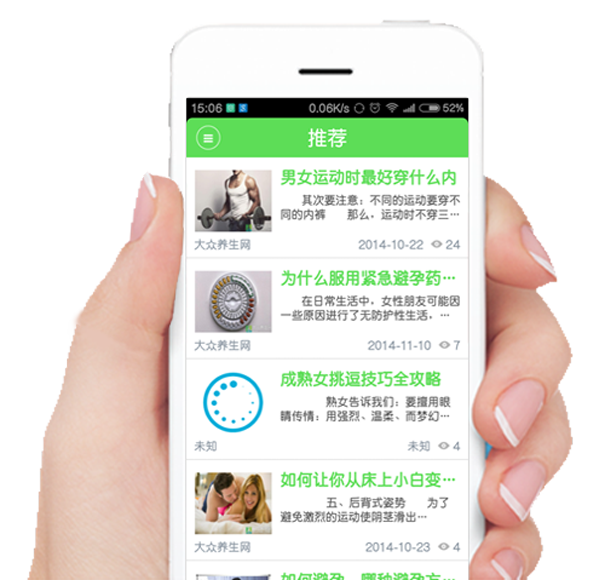 15:06 0.06K/s 52%
推荐
男女运动时最好穿什么内
其次要注意：不同的运动要穿不
同的内裤 那么，运动时不穿三…
大众养生网 2014-10-22 24
为什么服用紧急避孕药…
在日常生活中，女性朋友可能因
一些原因进行了无防护性生活，…
大众养生网 2014-11-10 7
成熟女挑逗技巧全攻略
熟女告诉我们：要擅用眼
睛传情：用强烈、温柔、而梦幻…
未知 未知 4
如何让你从床上小白变…
五、后背式姿势 为了
避免激烈的运动使阴茎滑出…
大众养生网 2014-10-23 4
如何避孕，哪种避孕方…